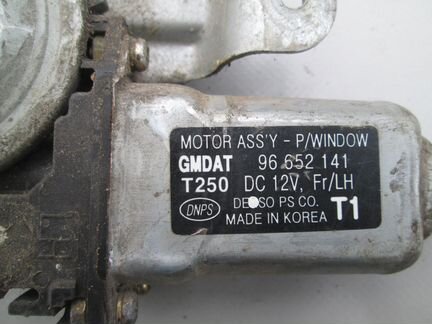 MOTOR ASS'Y - P/WINDOW
GMDAT 96 652 141
T250 DC 12V, Fr/LH
DNPS DENSO PS CO. T1
MADE IN KOREA